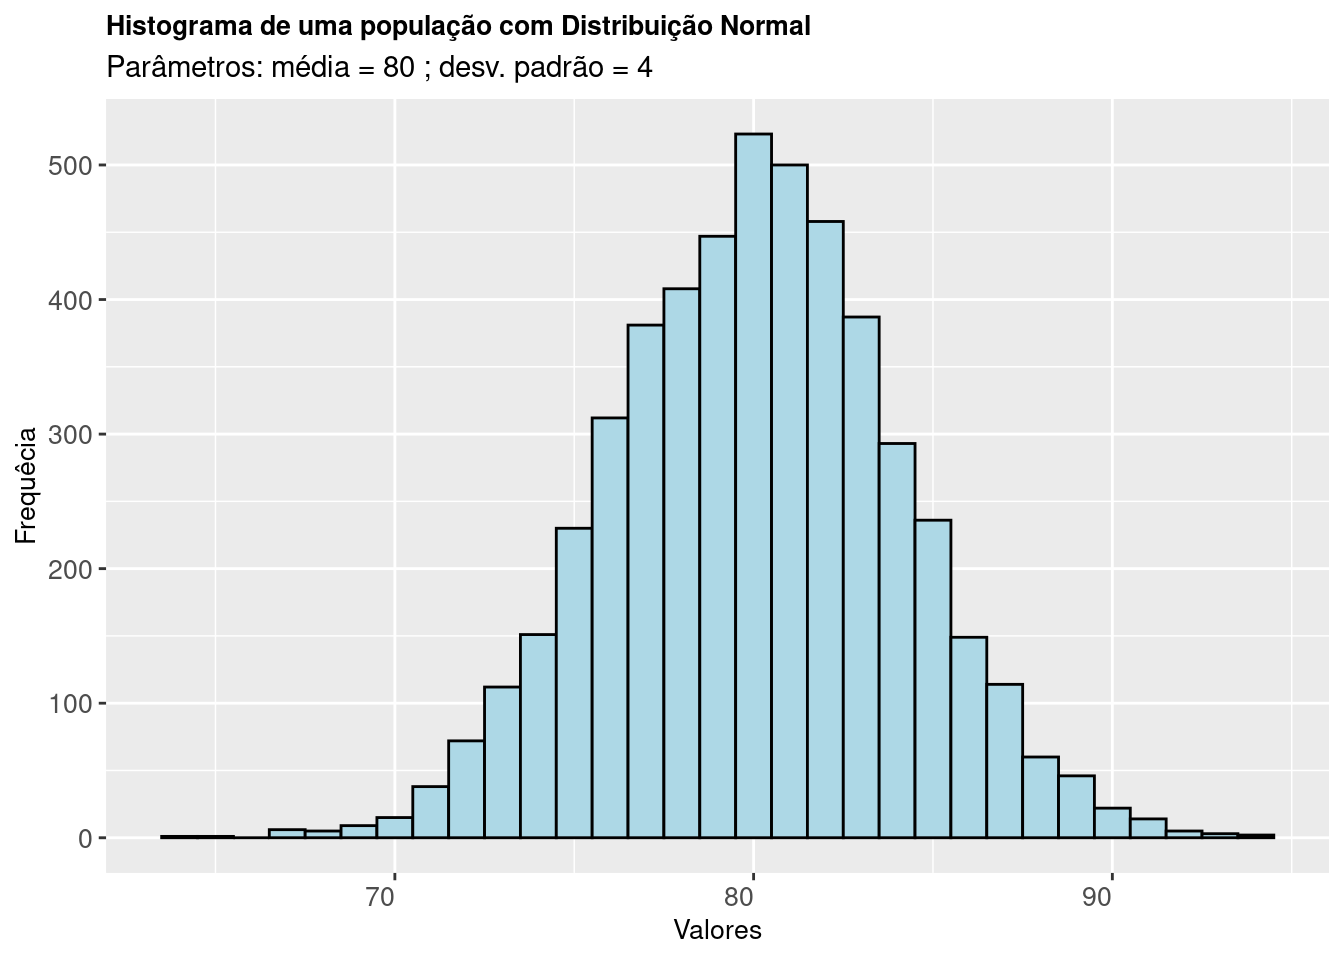 Histograma de uma população com Distribuição Normal
Parâmetros: média = 80 ; desv. padrão = 4
500
400
300
200
100
0
Frequêcia
70 80 90
Valores